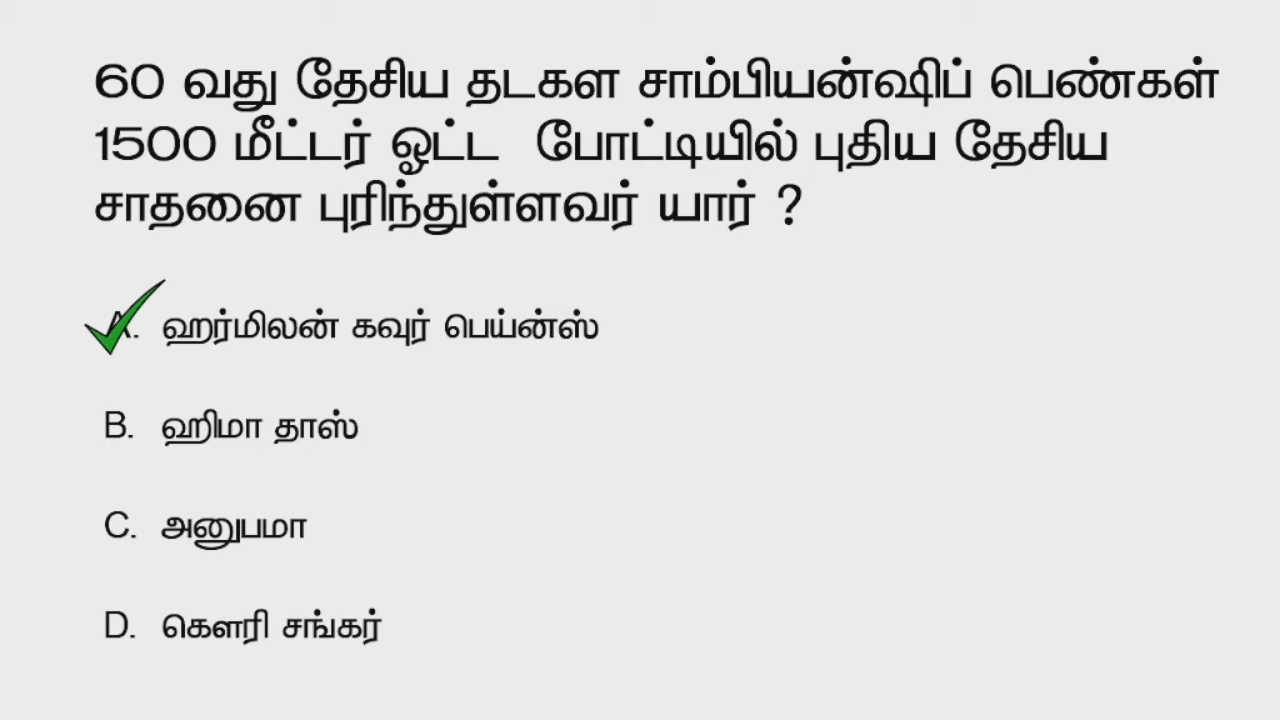 60 வது தேசிய தடகள சாம்பியன்ஷிப் பெண்கள்
1500 மீட்டர் ஓட்ட போட்டியில் புதிய தேசிய
சாதனை புரிந்துள்ளவர் யார் ?
A. ஹர்மிலன் கவுர் பெய்ன்ஸ்
B. ஹிமா தாஸ்
C. அனுபமா
D. கௌரி சங்கர்